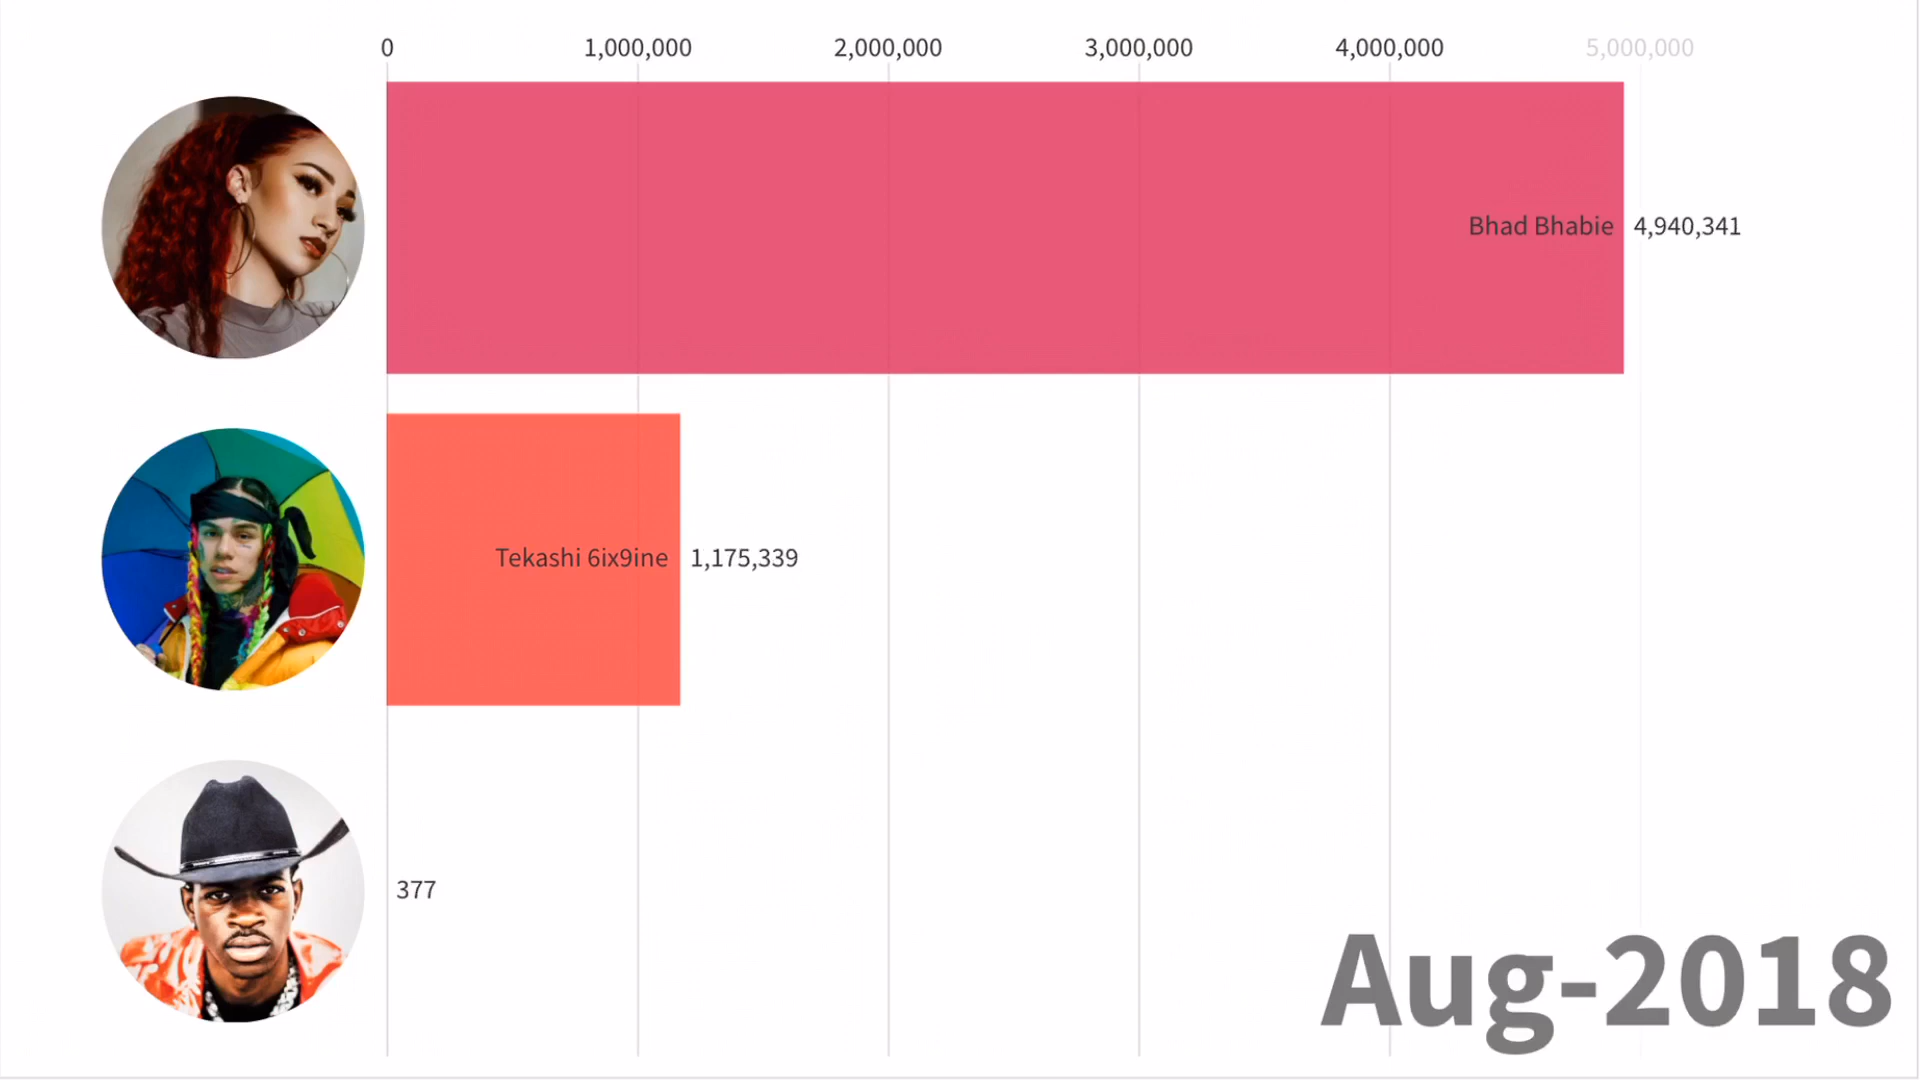 0 1,000,000 2,000,000 3,000,000 4,000,000 5,000,000
Bhad Bhabie 4,940,341
Tekashi 6ix9ine 1,175,339
377
Aug-2018